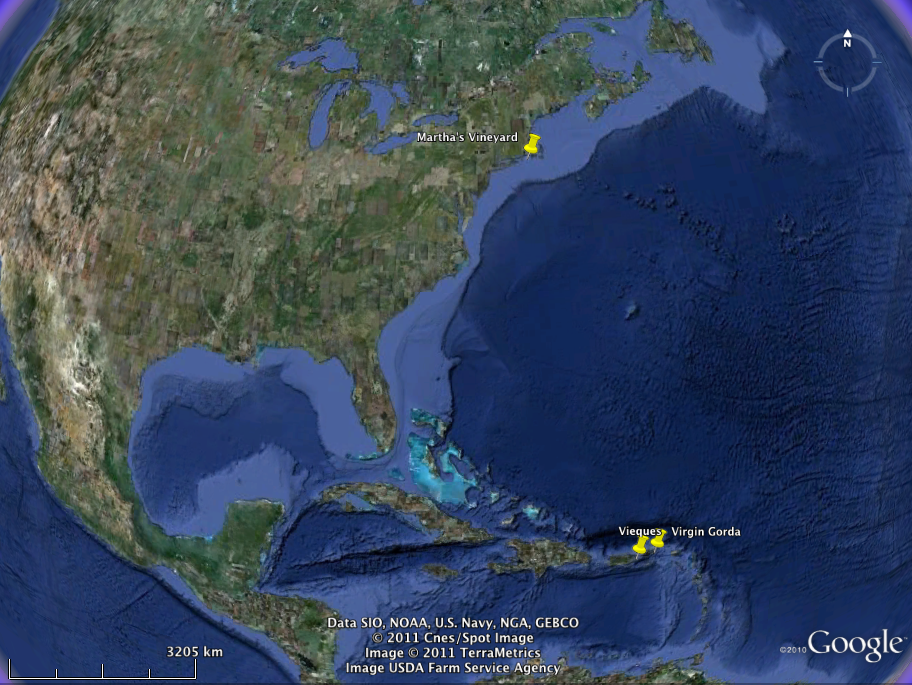 N
Martha's Vineyard
Vieques Virgin Gorda
Data SIO, NOAA, U.S. Navy, NGA, GEBCO
© 2011 Cnes/Spot Image
Image © 2011 TerraMetrics
Image USDA Farm Service Agency
3205 km
©2010 Google™